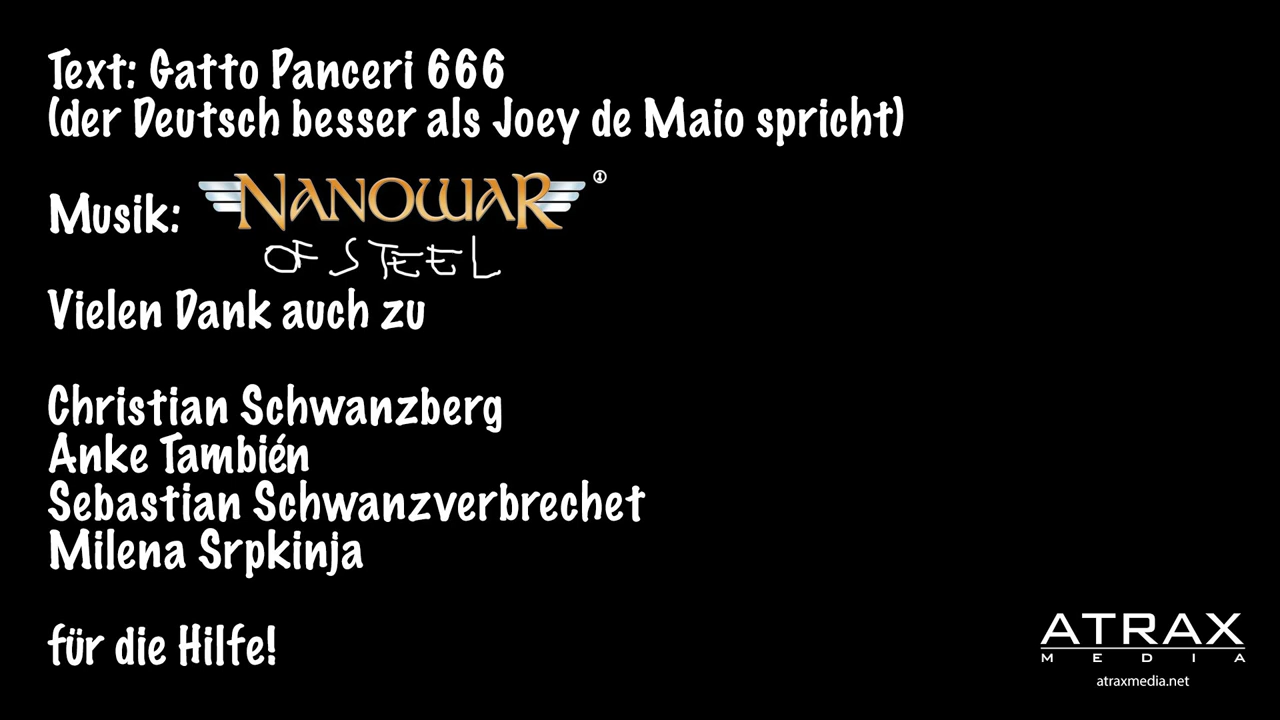 Text: Gatto Panceri 666
(der Deutsch besser als Joey de Maio spricht)
Musik: NANOWAR
OF STEEL
Vielen Dank auch zu
Christian Schwanzberg
Anke También
Sebastian Schwanzverbrechet
Milena Srpkinja
für die Hilfe!
ATRAX
MEDIA
atraxmedia.net